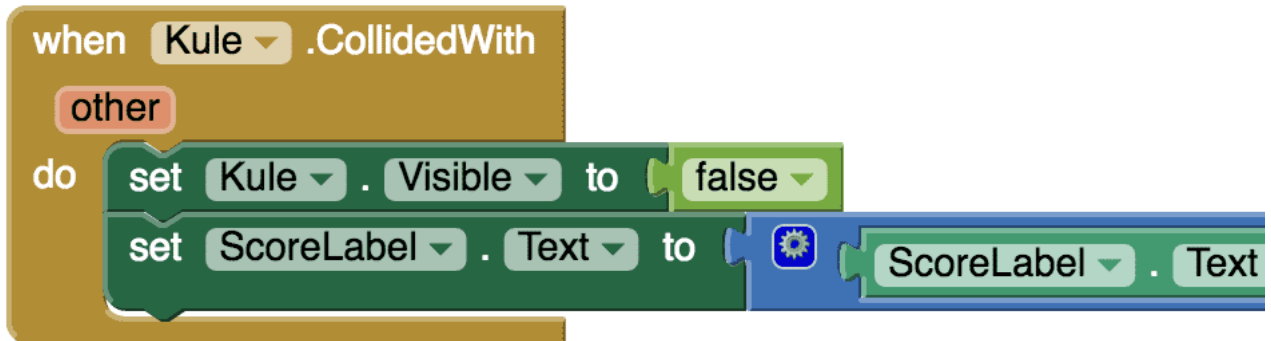 when Kule .CollidedWith
other
do set Kule . Visible to false
set ScoreLabel . Text to ScoreLabel . Text